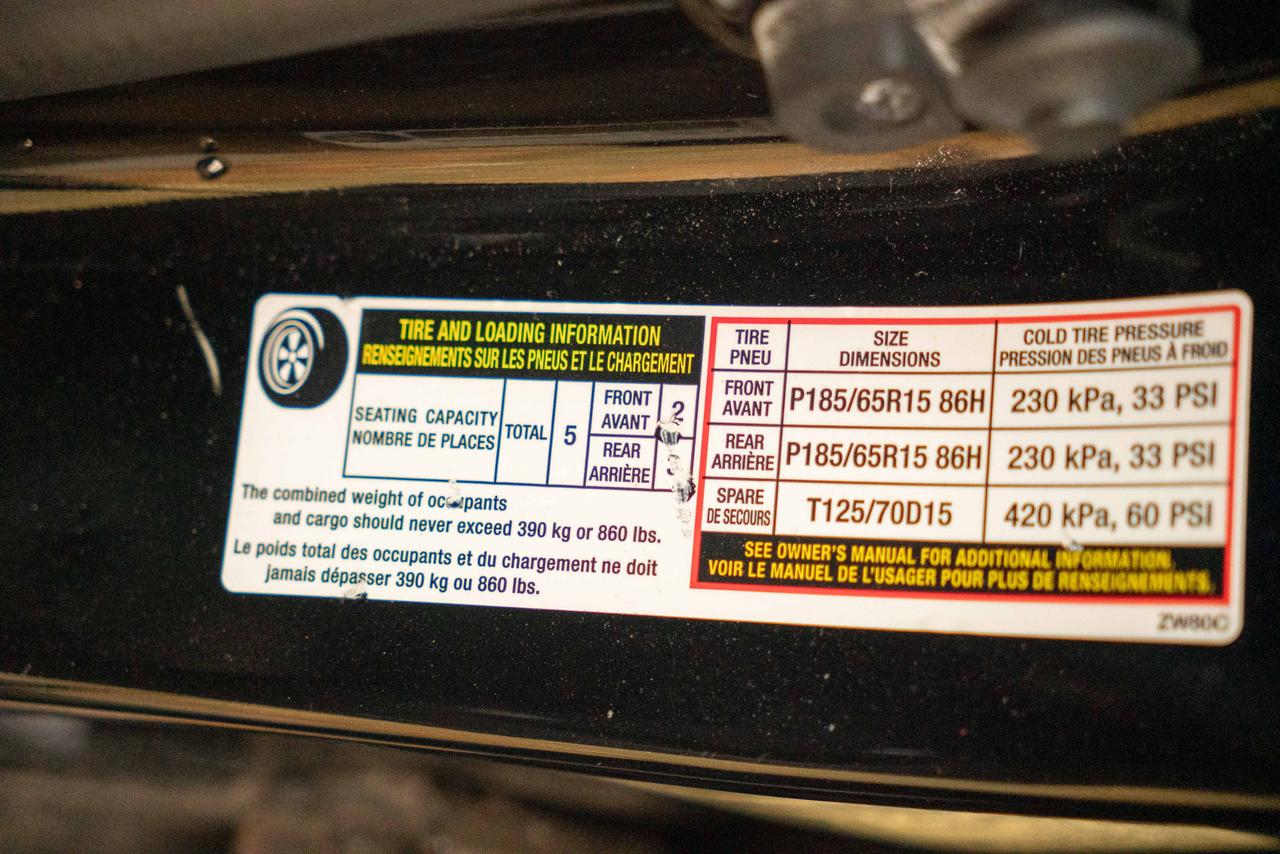 TIRE AND LOADING INFORMATION
RENSEIGNEMENTS SUR LES PNEUS ET LE CHARGEMENT
SEATING CAPACITY
NOMBRE DE PLACES
TOTAL
5
FRONT
AVANT
2
REAR
ARRIÈRE
The combined weight of occupants
and cargo should never exceed 390 kg or 860 lbs.
Le poids total des occupants et du chargement ne doit
jamais dépasser 390 kg ou 860 lbs.
TIRE
PNEU
SIZE
DIMENSIONS
COLD TIRE PRESSURE
PRESSION DES PNEUS À FROID
FRONT
AVANT
P185/65R15 86H
230 kPa, 33 PSI
REAR
ARRIÈRE
P185/65R15 86H
230 kPa, 33 PSI
SPARE
DE SECOURS
T125/70D15
420 kPa, 60 PSI
SEE OWNER'S MANUAL FOR ADDITIONAL INFORMATION.
VOIR LE MANUEL DE L'USAGER POUR PLUS DE RENSEIGNEMENTS.
ZW80C